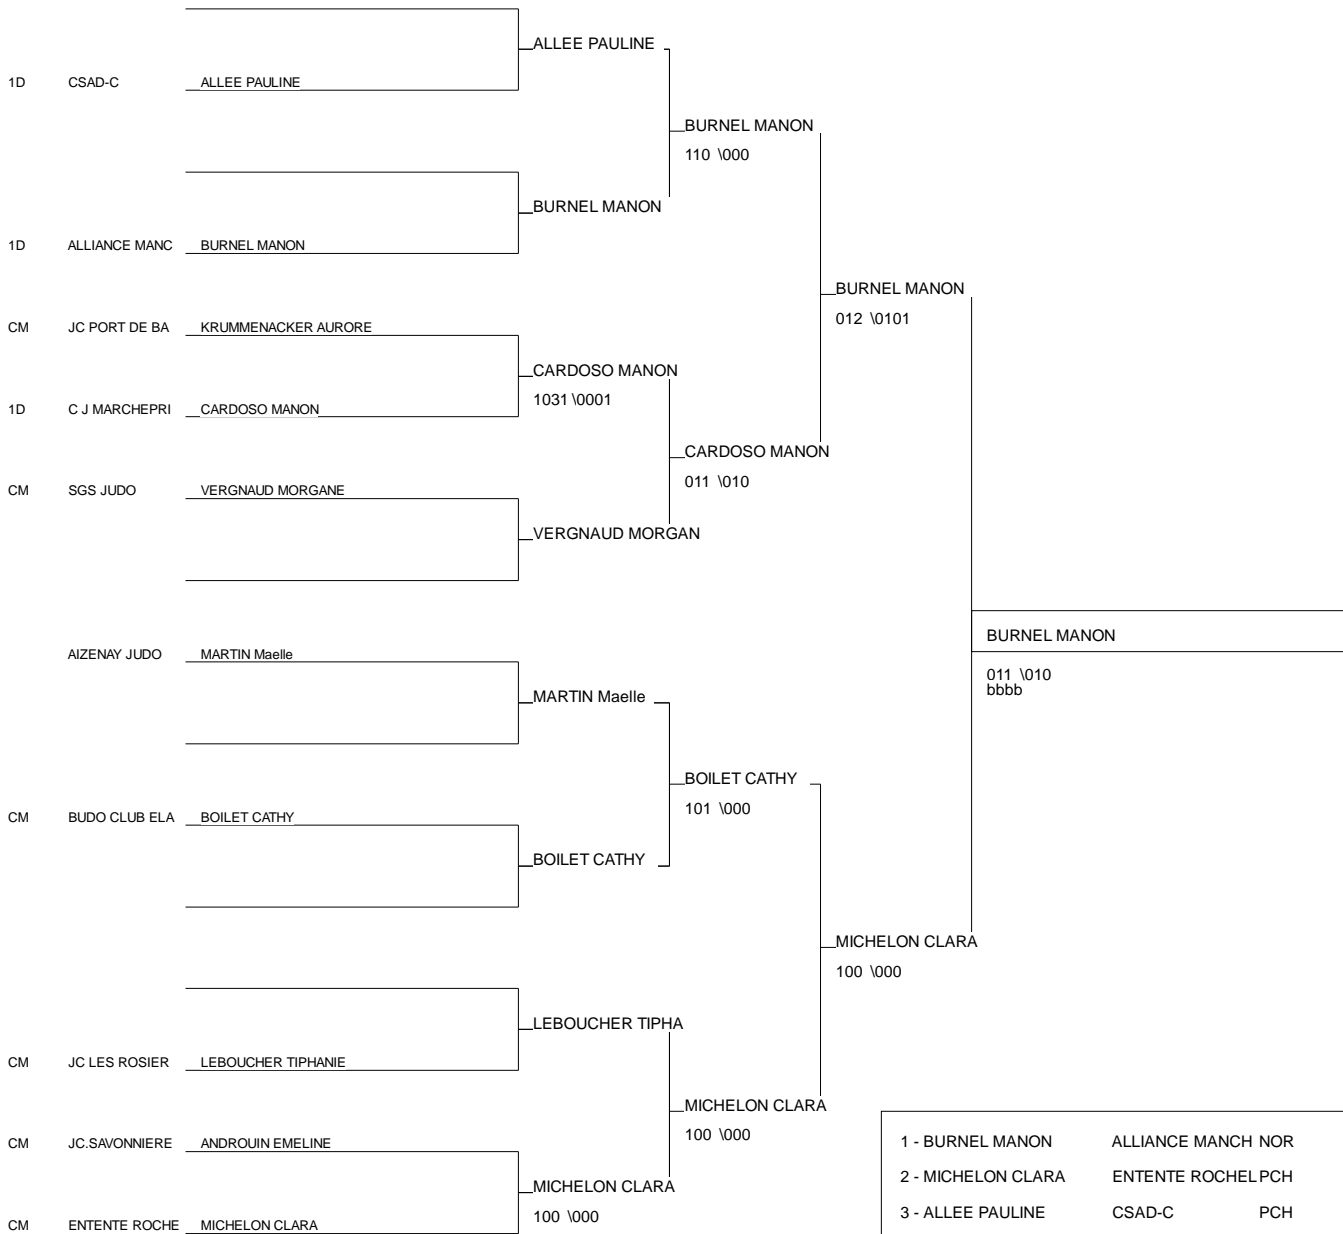 ALLEE PAULINE
1D CSAD-C ALLEE PAULINE
BURNEL MANON
110 \000
BURNEL MANON
1D ALLIANCE MANC BURNEL MANON
BURNEL MANON
012 \0101
CM JC PORT DE BA KRUMMENACKER AURORE
CARDOSO MANON
1031 \0001
1D C J MARCHEPRI CARDOSO MANON
CARDOSO MANON
011 \010
CM SGS JUDO VERGNAUD MORGANE
VERGNAUD MORGAN
BURNEL MANON
011 \010
bbbb
AIZENAY JUDO MARTIN Maelle
MARTIN Maelle
BOILET CATHY
101 \000
CM BUDO CLUB ELA BOILET CATHY
BOILET CATHY
MICHELON CLARA
100 \000
LEBOUCHER TIPHA
CM JC LES ROSIER LEBOUCHER TIPHANIE
MICHELON CLARA
100 \000
CM JC.SAVONNIERE ANDROUIN EMELINE
MICHELON CLARA
100 \000
CM ENTENTE ROCHE MICHELON CLARA
1 - BURNEL MANON ALLIANCE MANCH NOR
2 - MICHELON CLARA ENTENTE ROCHEL PCH
3 - ALLEE PAULINE CSAD-C PCH